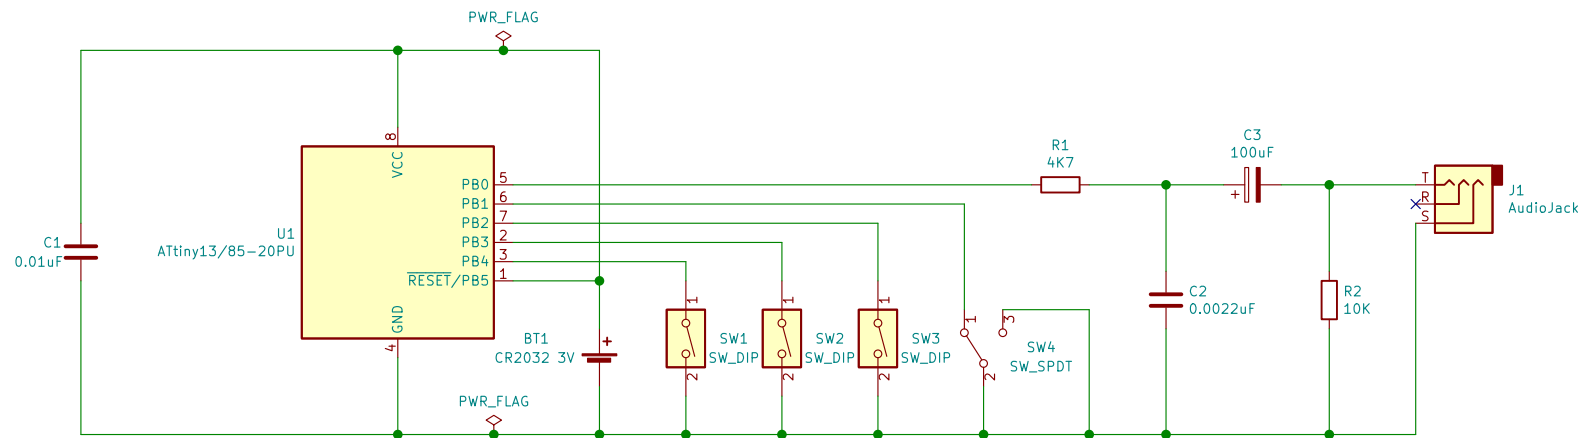 PWR_FLAG
8
VCC
U1
ATtiny13/85-20PU
PB0
5
PB1
6
PB2
7
PB3
2
PB4
3
RESET/PB5
1
GND
4
C1
0.01uF
BT1
+
CR2032 3V
PWR_FLAG
1
SW1
SW_DIP
2
1
SW2
SW_DIP
2
1
SW3
SW_DIP
2
1
3
SW4
SW_SPDT
2
R1
4K7
C3
100uF
+
C2
0.0022uF
R2
10K
T
R
S
J1
AudioJack